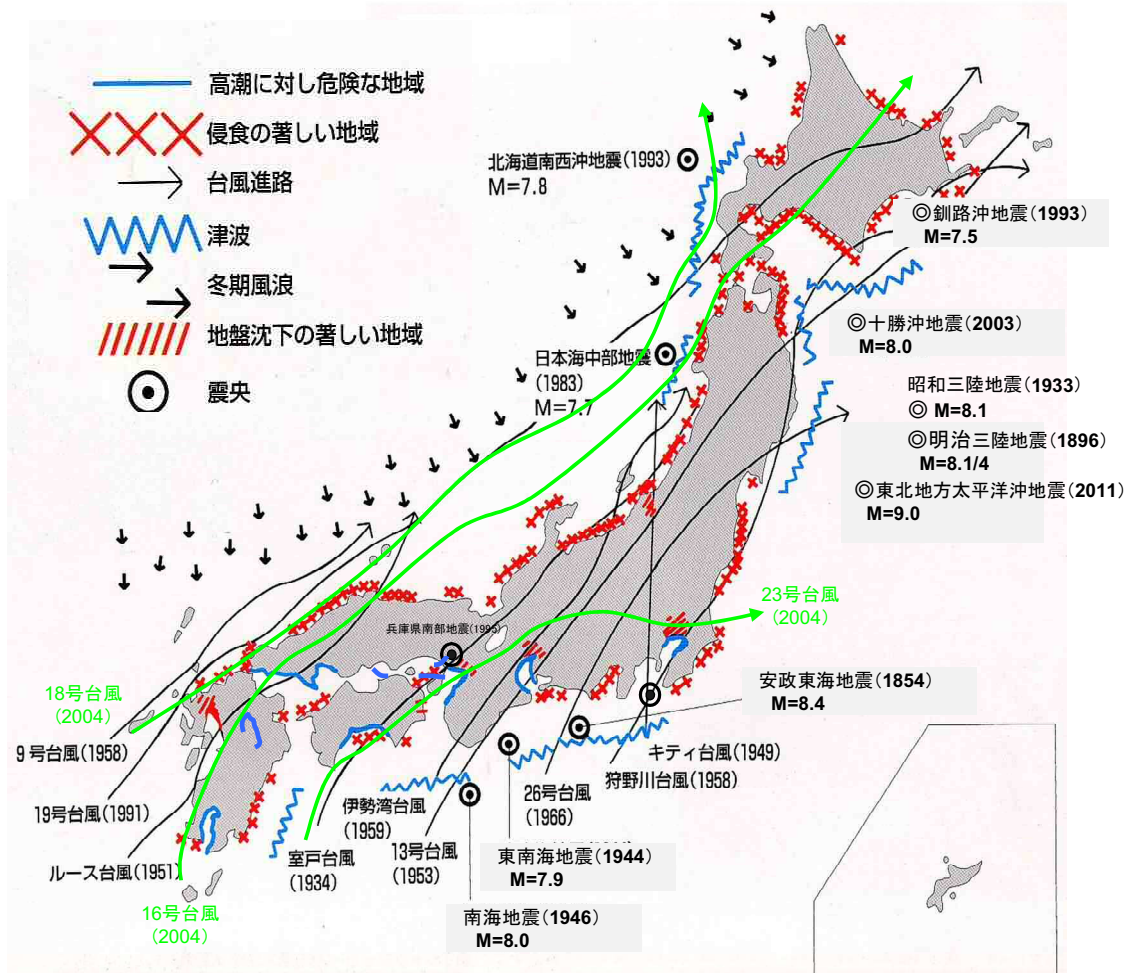 高潮に対し危険な地域
侵食の著しい地域
台風進路
津波
冬期風浪
地盤沈下の著しい地域
震央
北海道南西沖地震(1993)
M=7.8
◎釧路沖地震(1993)
M=7.5
◎十勝沖地震(2003)
M=8.0
日本海中部地震
(1983)
M=7.7
昭和三陸地震(1933)
◎ M=8.1
◎明治三陸地震(1896)
M=8.1/4
◎東北地方太平洋沖地震(2011)
M=9.0
23号台風
(2004)
兵庫県南部地震(1995)
安政東海地震(1854)
M=8.4
18号台風
(2004)
9号台風(1958)
19号台風(1991)
ルース台風(1951)
16号台風
(2004)
室戸台風
(1934)
伊勢湾台風
(1959)
13号台風
(1953)
26号台風
(1966)
狩野川台風(1958)
キティ台風(1949)
東南海地震(1944)
M=7.9
南海地震(1946)
M=8.0